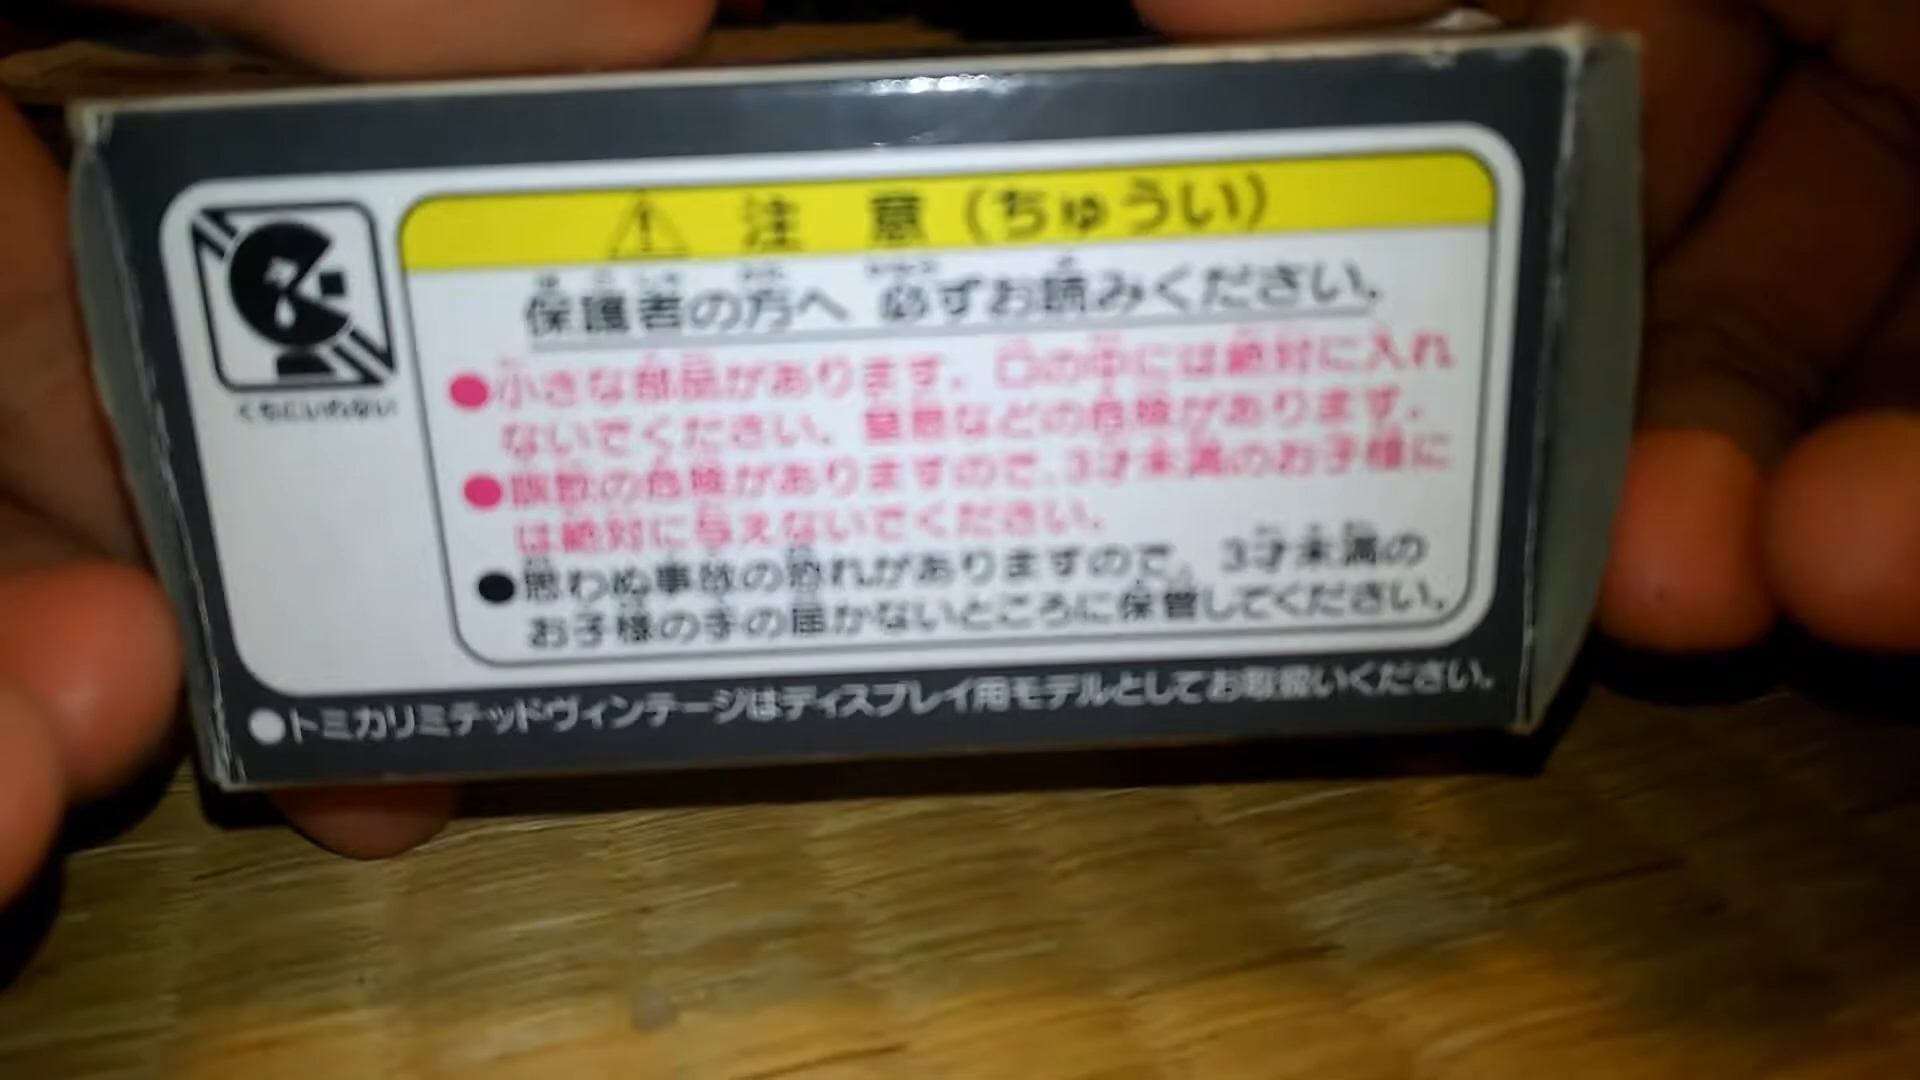 注 意（ちゅうい）
保護者の方へ 必ずお読みください。
くちにいれない
●小さな部品があります。口の中には絶対に入れ
ないでください。窒息などの危険があります。
●誤飲の危険がありますので、3才未満のお子様に
は絶対に与えないでください。
●思わぬ事故の恐れがありますので、3才未満の
お子様の手の届かないところに保管してください。
●トミカリミテッドヴィンテージはディスプレイ用モデルとしてお取扱いください。